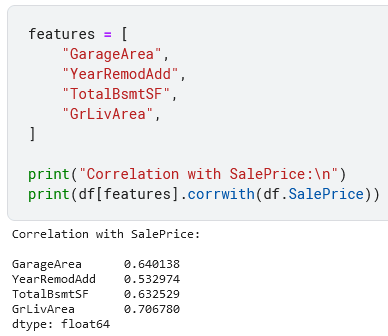 features = [
    "GarageArea",
    "YearRemodAdd",
    "TotalBsmtSF",
    "GrLivArea",
]
print("Correlation with SalePrice:\n")
print(df[features].corrwith(df.SalePrice))
Correlation with SalePrice:
GarageArea      0.640138
YearRemodAdd    0.532974
TotalBsmtSF     0.632529
GrLivArea       0.706780
dtype: float64